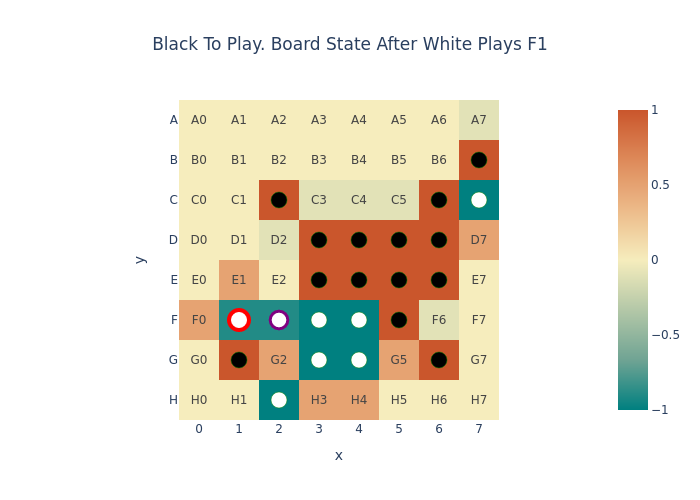 Black To Play. Board State After White Plays F1
A A0 A1 A2 A3 A4 A5 A6 A7
B B0 B1 B2 B3 B4 B5 B6
C C0 C1 C3 C4 C5
D D0 D1 D2 D7
E E0 E1 E2 E7
F F0 F6 F7
G G0 G2 G5 G7
H H0 H1 H3 H4 H5 H6 H7
0 1 2 3 4 5 6 7
x
y
1
0.5
0
−0.5
−1